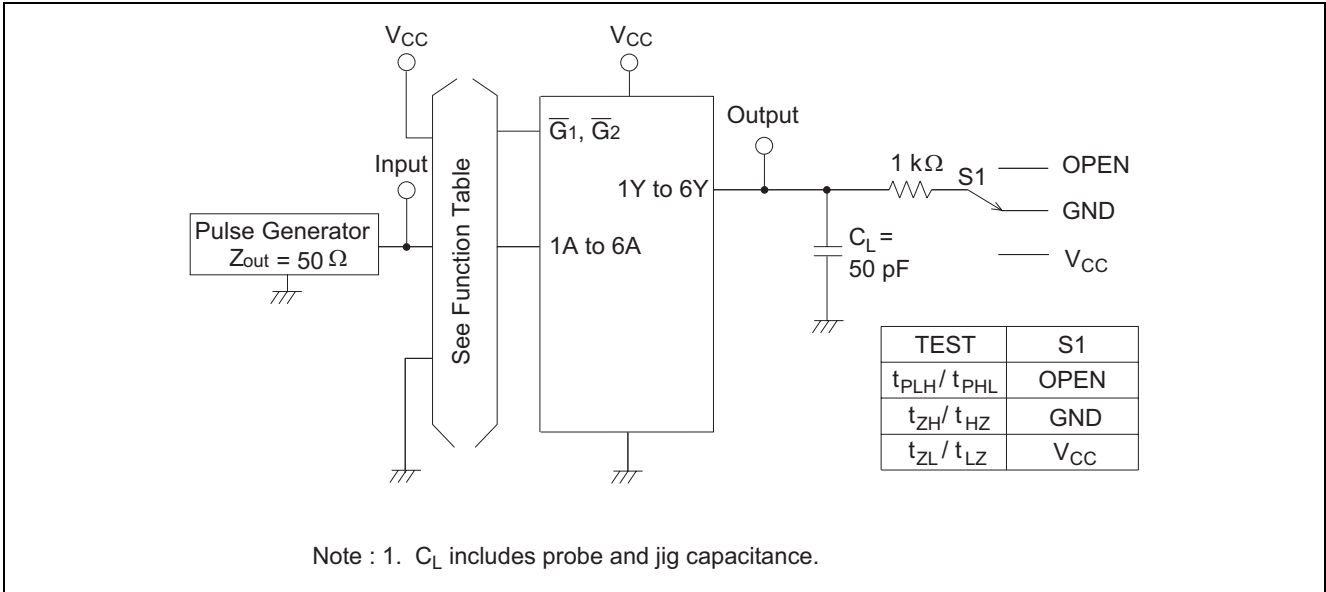 VCC
VCC
Input
Pulse Generator
Zout = 50 Ω
See Function Table
G̅1, G̅2
1A to 6A
1Y to 6Y
Output
1 kΩ
S1
OPEN
GND
VCC
CL =
50 pF
TEST S1
tPLH / tPHL OPEN
tZH / tHZ GND
tZL / tLZ VCC
Note : 1. CL includes probe and jig capacitance.